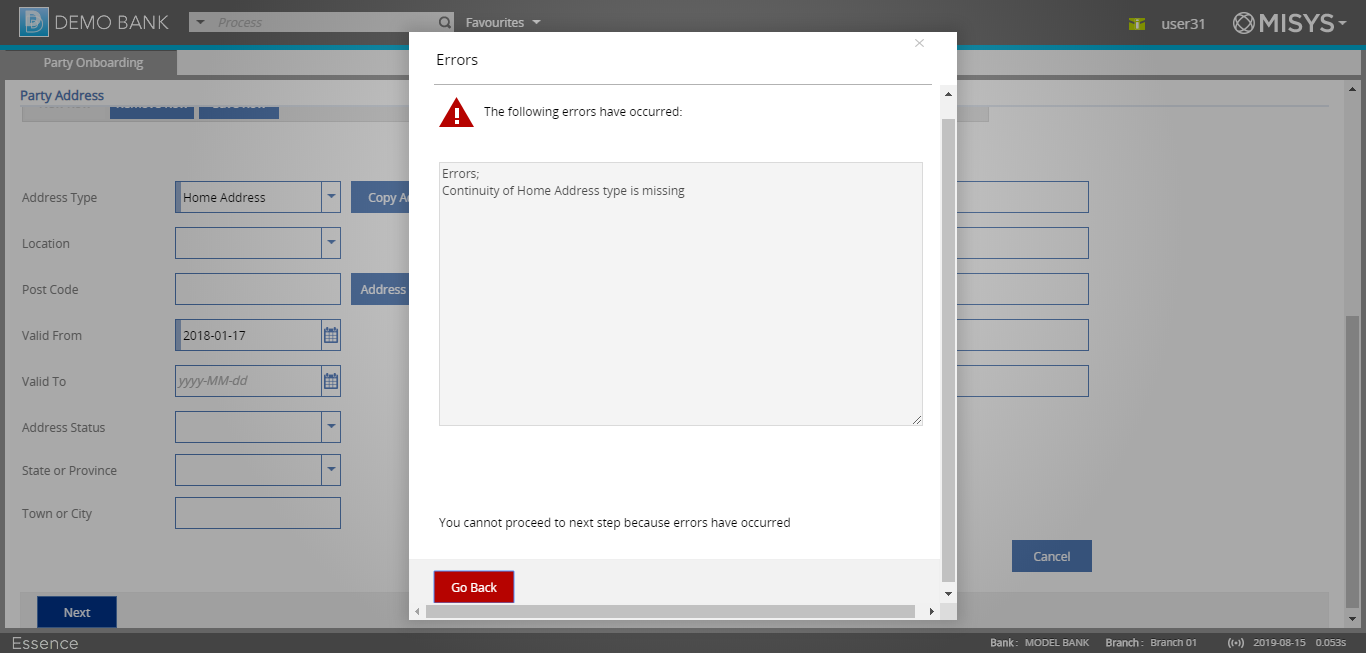 DEMO BANK
Process
Favourites
user31
MISYS
Party Onboarding
Party Address
Errors
The following errors have occurred:
Errors;
Continuity of Home Address type is missing
Address Type
Home Address
Location
Post Code
Address
Valid From
2018-01-17
Valid To
yyyy-MM-dd
Address Status
State or Province
Town or City
You cannot proceed to next step because errors have occurred
Cancel
Go Back
Next
Essence
Bank : MODEL BANK Branch : Branch 01 2019-08-15 0.053s